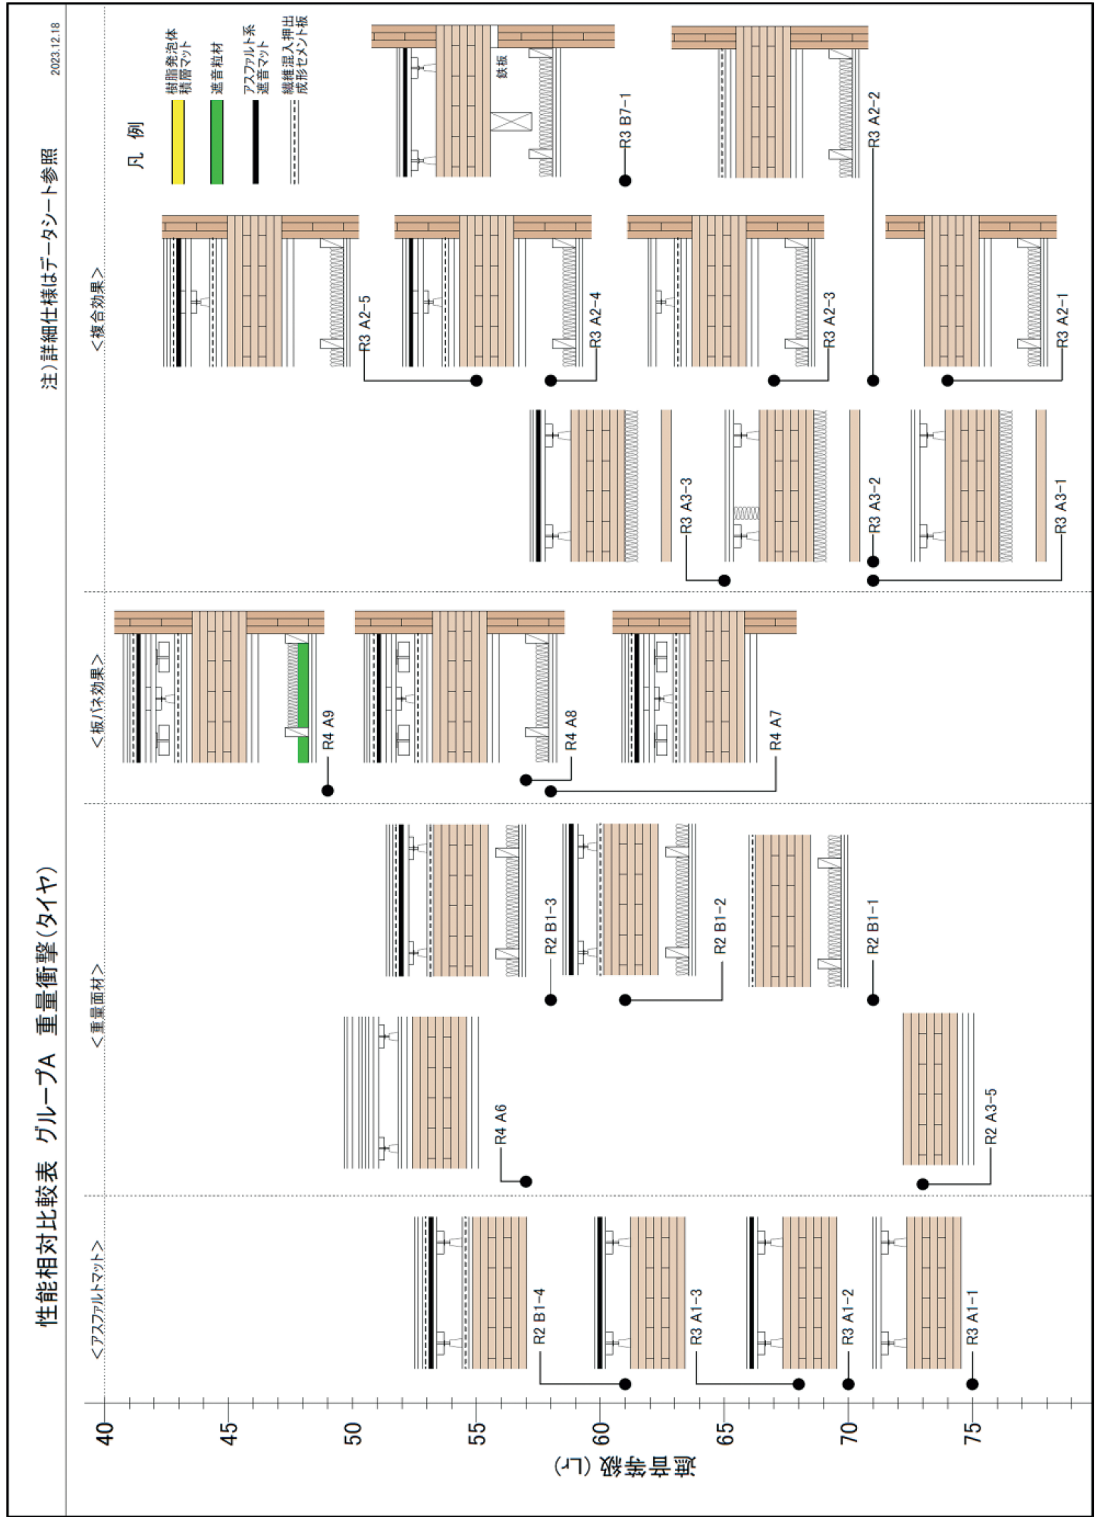 性能相対比較表　グループA　重量衝撃（タイヤ）
2023.12.18
注）詳細仕様はデータシート参照
＜アスファルトマット＞
＜重量面材＞
＜板バネ効果＞
＜複合効果＞
凡 例
樹脂発泡体
積層マット
遮音粒材
アスファルト系
遮音マット
繊維混入押出
成形セメント板
遮音等級（Lr）
40
45
50
55
60
65
70
75
R2 B1-4
R3 A1-3
R3 A1-2
R3 A1-1
R4 A6
R2 A3-5
R2 B1-3
R2 B1-2
R2 B1-1
R4 A9
R4 A8
R4 A7
R3 A3-3
R3 A3-2
R3 A3-1
R3 A2-5
R3 A2-4
R3 A2-3
R3 A2-1
鉄板
R3 B7-1
R3 A2-2